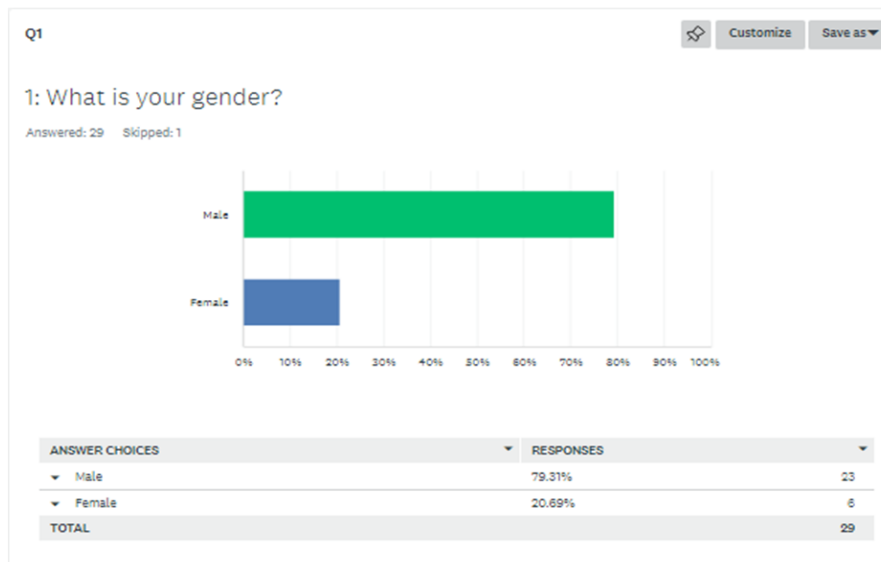 Q1
Customize
Save as
1: What is your gender?
Answered: 29 Skipped: 1
Male
Female
0% 10% 20% 30% 40% 50% 60% 70% 80% 90% 100%
ANSWER CHOICES RESPONSES
Male 79.31% 23
Female 20.69% 6
TOTAL 29